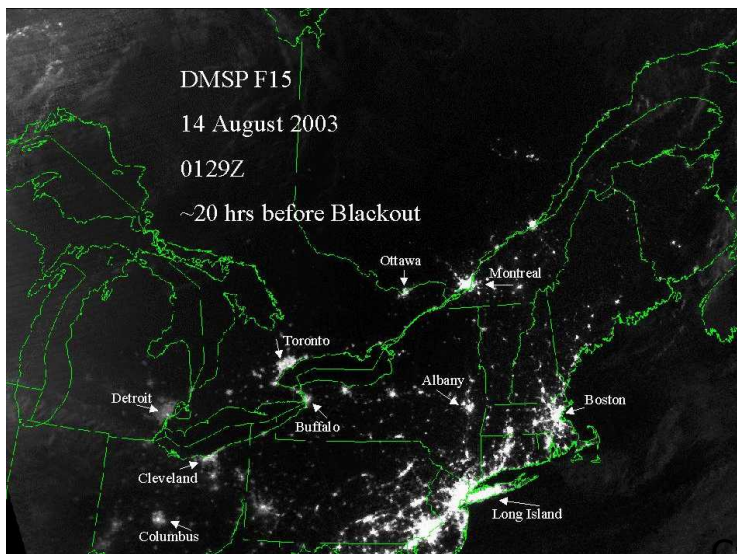 DMSP F15
14 August 2003
0129Z
~20 hrs before Blackout
Ottawa
Montreal
Toronto
Albany
Detroit
Boston
Buffalo
Cleveland
Long Island
Columbus